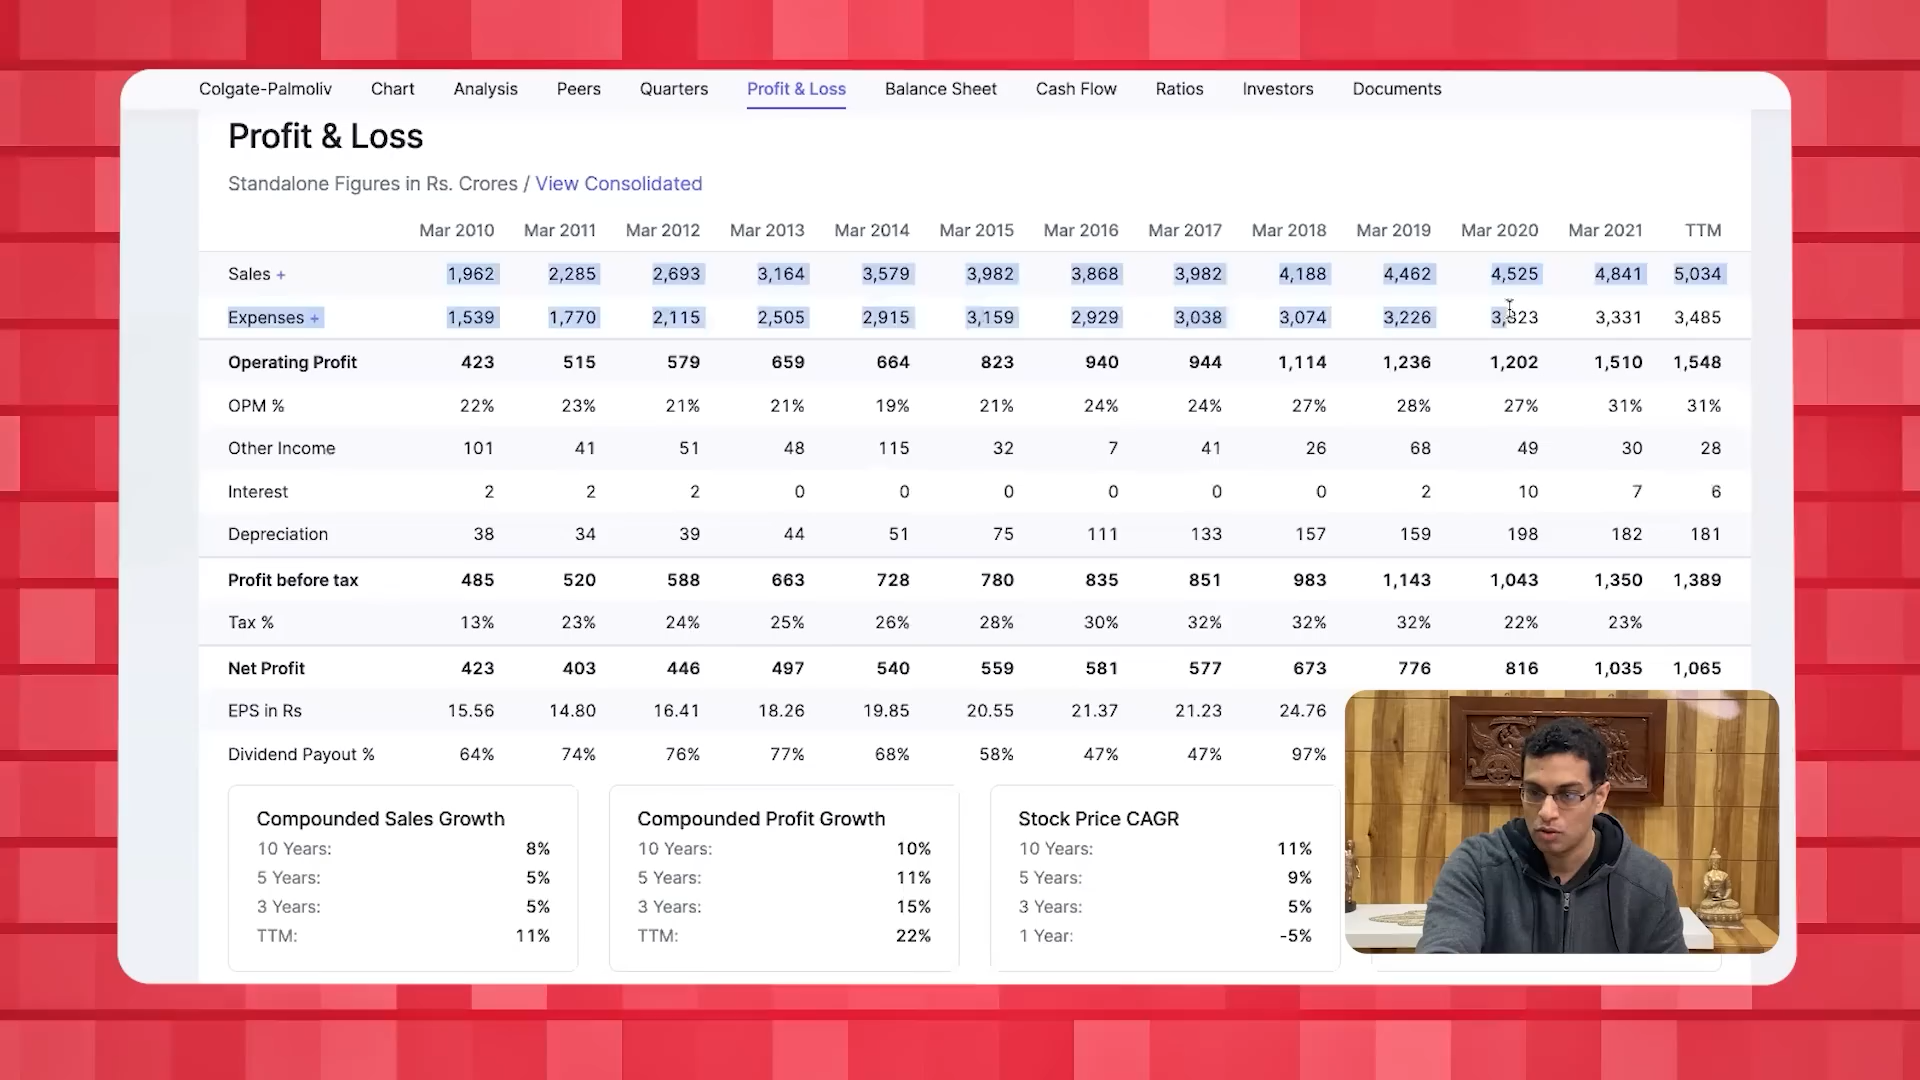 Colgate-Palmoliv Chart Analysis Peers Quarters Profit & Loss Balance Sheet Cash Flow Ratios Investors Documents
Profit & Loss
Standalone Figures in Rs. Crores / View Consolidated
Mar 2010 Mar 2011 Mar 2012 Mar 2013 Mar 2014 Mar 2015 Mar 2016 Mar 2017 Mar 2018 Mar 2019 Mar 2020 Mar 2021 TTM
Sales + 1,962 2,285 2,693 3,164 3,579 3,982 3,868 3,982 4,188 4,462 4,525 4,841 5,034
Expenses + 1,539 1,770 2,115 2,505 2,915 3,159 2,929 3,038 3,074 3,226 3,323 3,331 3,485
Operating Profit 423 515 579 659 664 823 940 944 1,114 1,236 1,202 1,510 1,548
OPM % 22% 23% 21% 21% 19% 21% 24% 24% 27% 28% 27% 31% 31%
Other Income 101 41 51 48 115 32 7 41 26 68 49 30 28
Interest 2 2 2 0 0 0 0 0 0 2 10 7 6
Depreciation 38 34 39 44 51 75 111 133 157 159 198 182 181
Profit before tax 485 520 588 663 728 780 835 851 983 1,143 1,043 1,350 1,389
Tax % 13% 23% 24% 25% 26% 28% 30% 32% 32% 32% 22% 23%
Net Profit 423 403 446 497 540 559 581 577 673 776 816 1,035 1,065
EPS in Rs 15.56 14.80 16.41 18.26 19.85 20.55 21.37 21.23 24.76
Dividend Payout % 64% 74% 76% 77% 68% 58% 47% 47% 97%
Compounded Sales Growth
10 Years: 8%
5 Years: 5%
3 Years: 5%
TTM: 11%
Compounded Profit Growth
10 Years: 10%
5 Years: 11%
3 Years: 15%
TTM: 22%
Stock Price CAGR
10 Years: 11%
5 Years: 9%
3 Years: 5%
1 Year: -5%